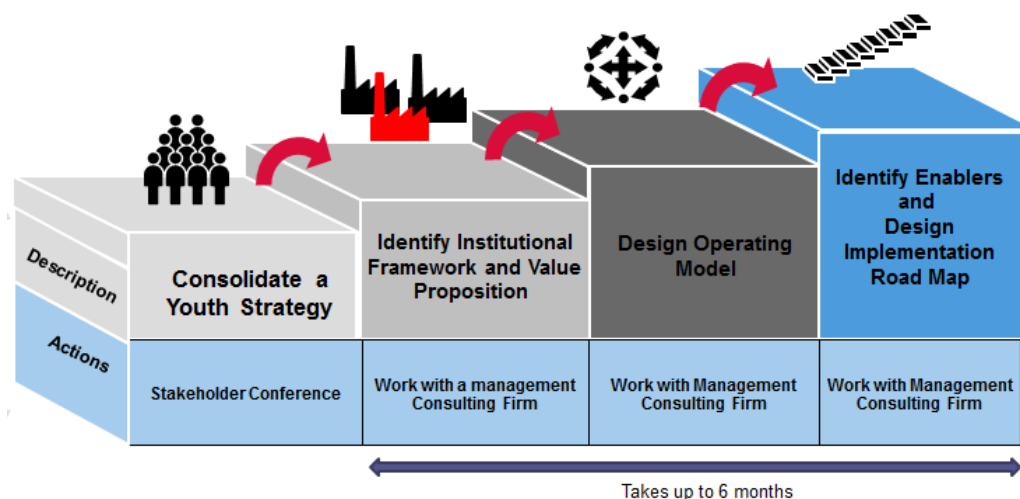 Description
Consolidate a
Youth Strategy
Identify Institutional
Framework and Value
Proposition
Design Operating
Model
Identify Enablers
and
Design
Implementation
Road Map
Actions
Stakeholder Conference
Work with a management
Consulting Firm
Work with Management
Consulting Firm
Work with Management
Consulting Firm
Takes up to 6 months